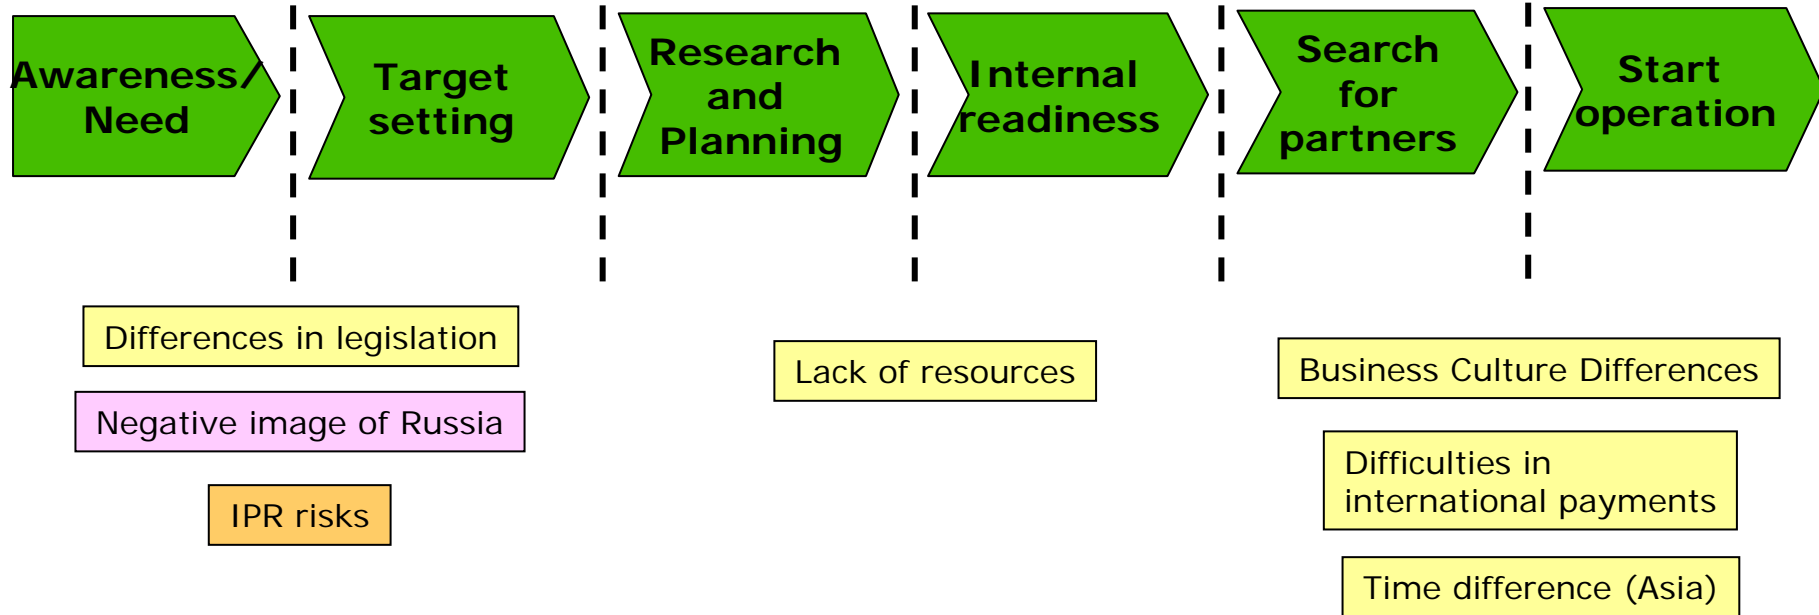 Awareness/
Need
Target
setting
Research
and
Planning
Internal
readiness
Search
for
partners
Start
operation
Differences in legislation
Negative image of Russia
IPR risks
Lack of resources
Business Culture Differences
Difficulties in
international payments
Time difference (Asia)